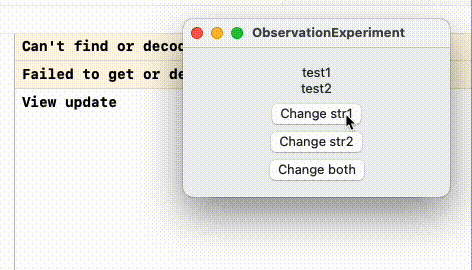 Can't find or decod
Failed to get or de
View update
ObservationExperiment
test1
test2
Change str1
Change str2
Change both